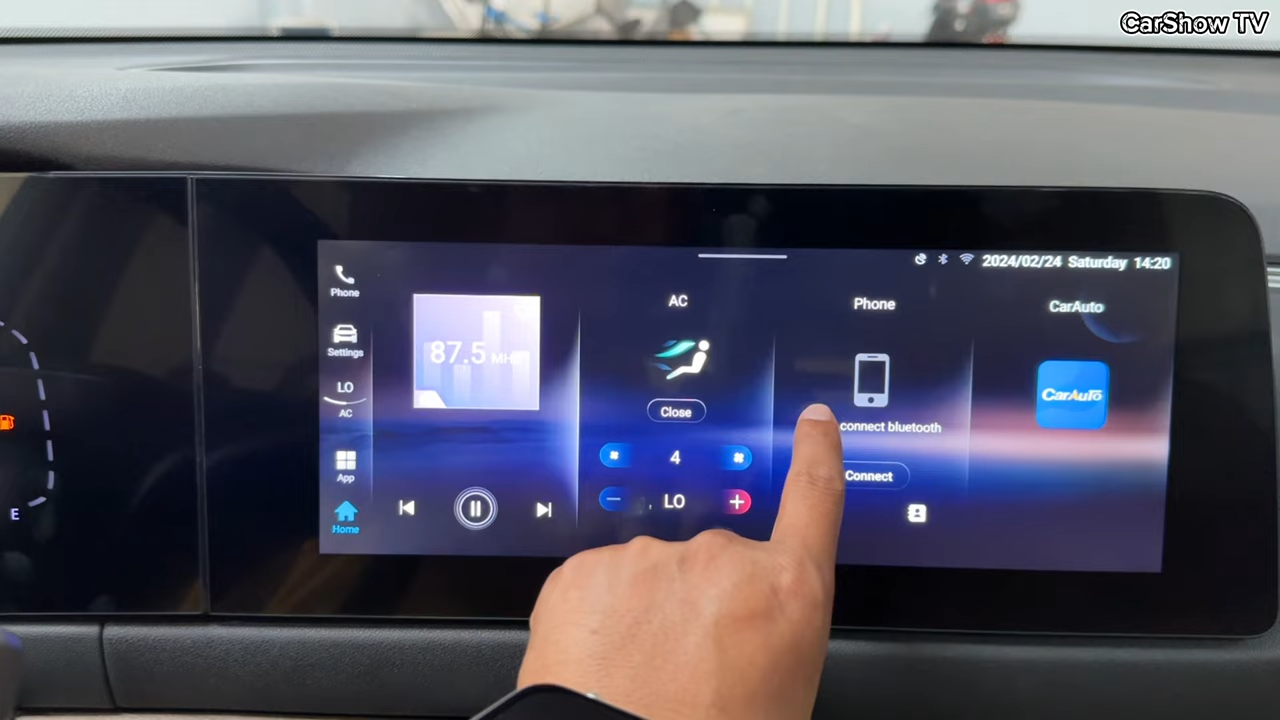 CarShow TV
2024/02/24 Saturday 14:20
Phone
Settings
LO
AC
App
Home
87.5
AC
Close
4
LO
Phone
connect bluetooth
Connect
CarAuto
CarAuto
E